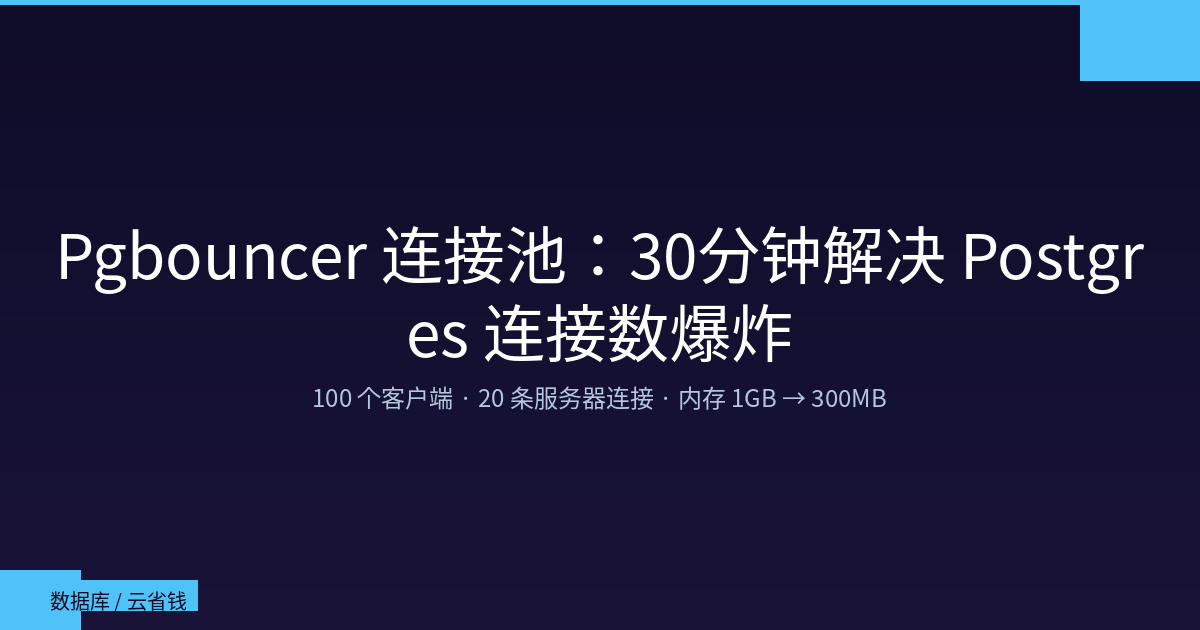 Pgbouncer 连接池：30分钟解决 Postgr
es 连接数爆炸
100 个客户端 · 20 条服务器连接 · 内存 1GB → 300MB
数据库 / 云省钱